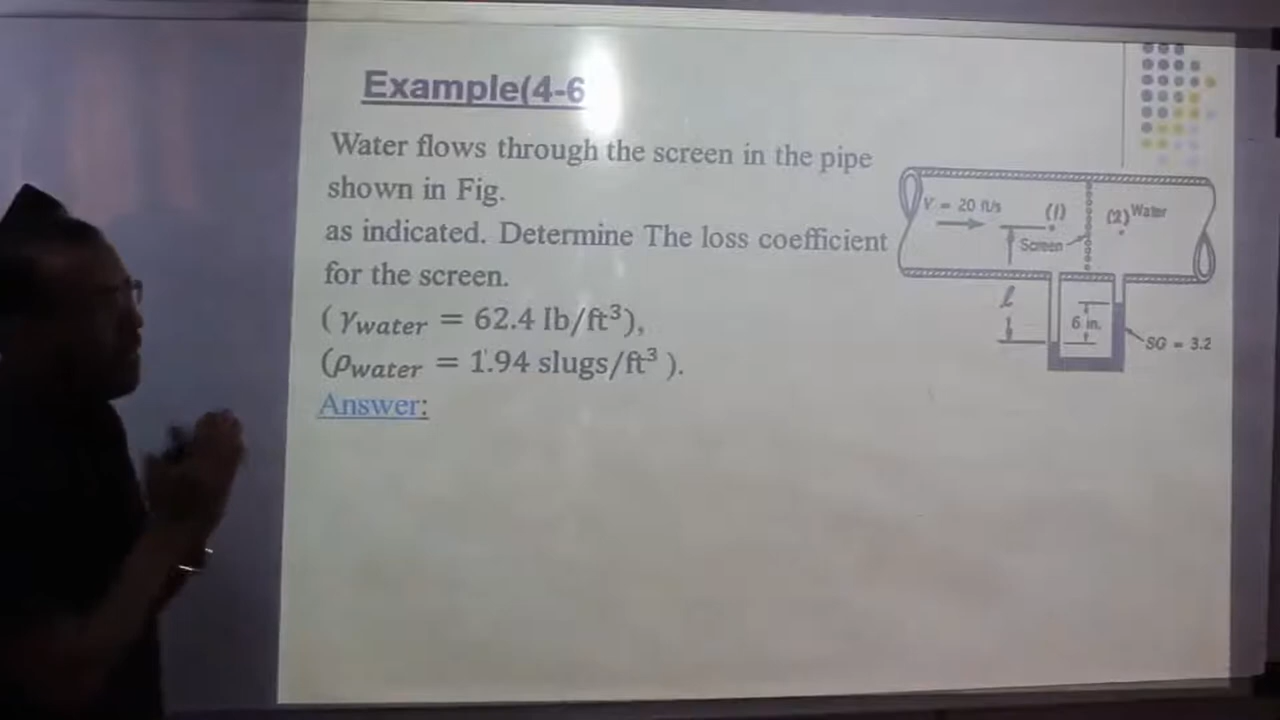 Example(4-6
Water flows through the screen in the pipe
shown in Fig.
as indicated. Determine The loss coefficient
for the screen.
(γwater = 62.4 Ib/ft³),
(ρwater = 1.94 slugs/ft³ ).
Answer:
V = 20 ft/s
(1)
(2)
Water
Screen
l
6 in.
SG = 3.2